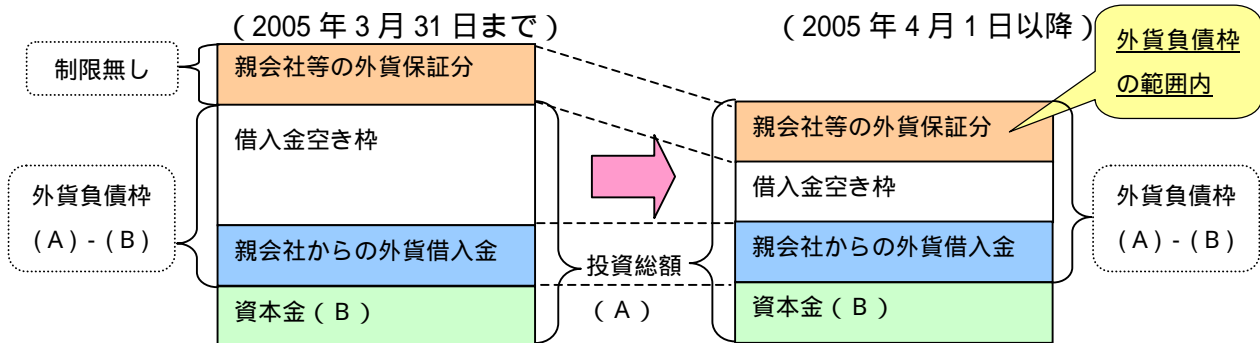 (2005 年 3 月 31 日まで)
制限無し
親会社等の外貨保証分
借入金空き枠
外貨負債枠
(A) - (B)
親会社からの外貨借入金
資本金 (B)
投資総額
(A)
(2005 年 4 月 1 日以降)
外貨負債枠
の範囲内
親会社等の外貨保証分
借入金空き枠
親会社からの外貨借入金
資本金 (B)
外貨負債枠
(A) - (B)